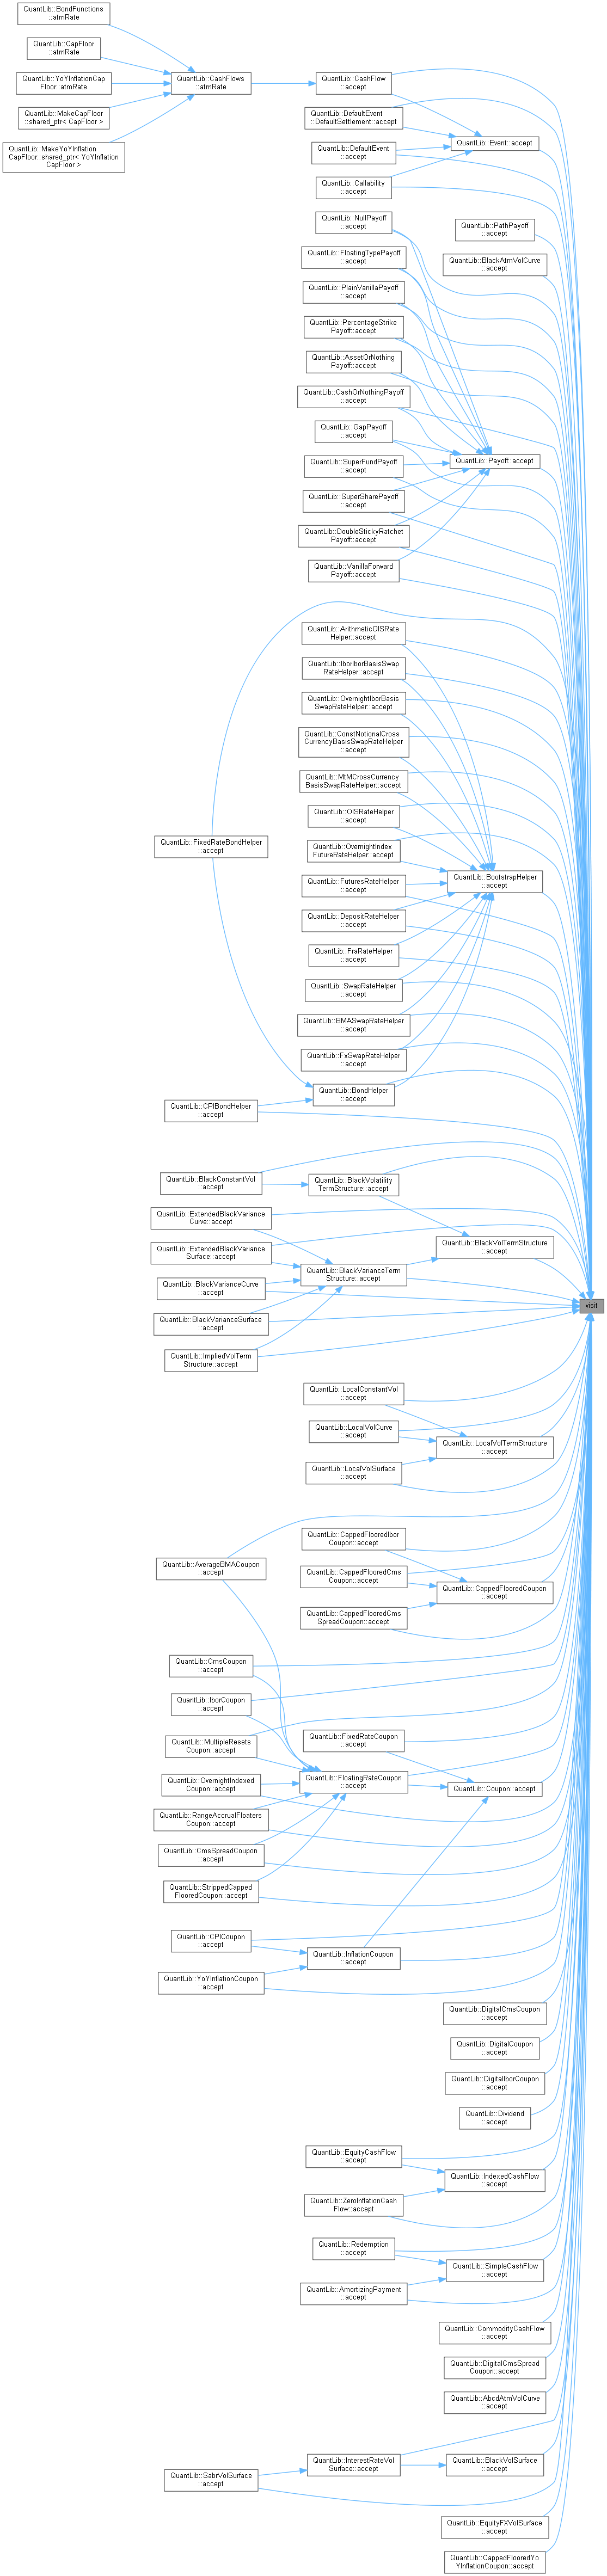 QuantLib::BondFunctions
::atmRate
QuantLib::CapFloor
::atmRate
QuantLib::YoYInflationCap
Floor::atmRate
QuantLib::MakeCapFloor
::shared_ptr< CapFloor >
QuantLib::MakeYoYInflation
CapFloor::shared_ptr< YoYInflation
CapFloor >
QuantLib::CashFlows
::atmRate
QuantLib::CashFlow
::accept
QuantLib::DefaultEvent
::DefaultSettlement::accept
QuantLib::DefaultEvent
::accept
QuantLib::Callability
::accept
QuantLib::Event::accept
QuantLib::NullPayoff
::accept
QuantLib::PathPayoff
::accept
QuantLib::FloatingTypePayoff
::accept
QuantLib::BlackAtmVolCurve
::accept
QuantLib::PlainVanillaPayoff
::accept
QuantLib::PercentageStrike
Payoff::accept
QuantLib::AssetOrNothing
Payoff::accept
QuantLib::CashOrNothingPayoff
::accept
QuantLib::GapPayoff
::accept
QuantLib::SuperFundPayoff
::accept
QuantLib::Payoff::accept
QuantLib::SuperSharePayoff
::accept
QuantLib::DoubleStickyRatchet
Payoff::accept
QuantLib::VanillaForward
Payoff::accept
QuantLib::ArithmeticOISRate
Helper::accept
QuantLib::IborIborBasisSwap
RateHelper::accept
QuantLib::OvernightIborBasis
SwapRateHelper::accept
QuantLib::ConstNotionalCross
CurrencyBasisSwapRateHelper
::accept
QuantLib::MtMCrossCurrency
BasisSwapRateHelper::accept
QuantLib::OISRateHelper
::accept
QuantLib::FixedRateBondHelper
::accept
QuantLib::OvernightIndex
FutureRateHelper::accept
QuantLib::FuturesRateHelper
::accept
QuantLib::BootstrapHelper
::accept
QuantLib::DepositRateHelper
::accept
QuantLib::FraRateHelper
::accept
QuantLib::SwapRateHelper
::accept
QuantLib::BMASwapRateHelper
::accept
QuantLib::FxSwapRateHelper
::accept
QuantLib::BondHelper
::accept
QuantLib::CPIBondHelper
::accept
QuantLib::BlackConstantVol
::accept
QuantLib::BlackVolatility
TermStructure::accept
QuantLib::ExtendedBlackVariance
Curve::accept
QuantLib::ExtendedBlackVariance
Surface::accept
QuantLib::BlackVolTermStructure
::accept
QuantLib::BlackVarianceTerm
Structure::accept
QuantLib::BlackVarianceCurve
::accept
QuantLib::BlackVarianceSurface
::accept
QuantLib::ImpliedVolTerm
Structure::accept
visit
QuantLib::LocalConstantVol
::accept
QuantLib::LocalVolCurve
::accept
QuantLib::LocalVolTermStructure
::accept
QuantLib::LocalVolSurface
::accept
QuantLib::CappedFlooredIbor
Coupon::accept
QuantLib::AverageBMACoupon
::accept
QuantLib::CappedFlooredCms
Coupon::accept
QuantLib::CappedFlooredCoupon
::accept
QuantLib::CappedFlooredCms
SpreadCoupon::accept
QuantLib::CmsCoupon
::accept
QuantLib::IborCoupon
::accept
QuantLib::MultipleResets
Coupon::accept
QuantLib::FixedRateCoupon
::accept
QuantLib::OvernightIndexed
Coupon::accept
QuantLib::FloatingRateCoupon
::accept
QuantLib::Coupon::accept
QuantLib::RangeAccrualFloaters
Coupon::accept
QuantLib::CmsSpreadCoupon
::accept
QuantLib::StrippedCapped
FlooredCoupon::accept
QuantLib::CPICoupon
::accept
QuantLib::InflationCoupon
::accept
QuantLib::YoYInflationCoupon
::accept
QuantLib::DigitalCmsCoupon
::accept
QuantLib::DigitalCoupon
::accept
QuantLib::DigitalIborCoupon
::accept
QuantLib::Dividend
::accept
QuantLib::EquityCashFlow
::accept
QuantLib::IndexedCashFlow
::accept
QuantLib::ZeroInflationCash
Flow::accept
QuantLib::Redemption
::accept
QuantLib::SimpleCashFlow
::accept
QuantLib::AmortizingPayment
::accept
QuantLib::CommodityCashFlow
::accept
QuantLib::DigitalCmsSpread
Coupon::accept
QuantLib::AbcdAtmVolCurve
::accept
QuantLib::InterestRateVol
Surface::accept
QuantLib::BlackVolSurface
::accept
QuantLib::SabrVolSurface
::accept
QuantLib::EquityFXVolSurface
::accept
QuantLib::CappedFlooredYo
YInflationCoupon::accept